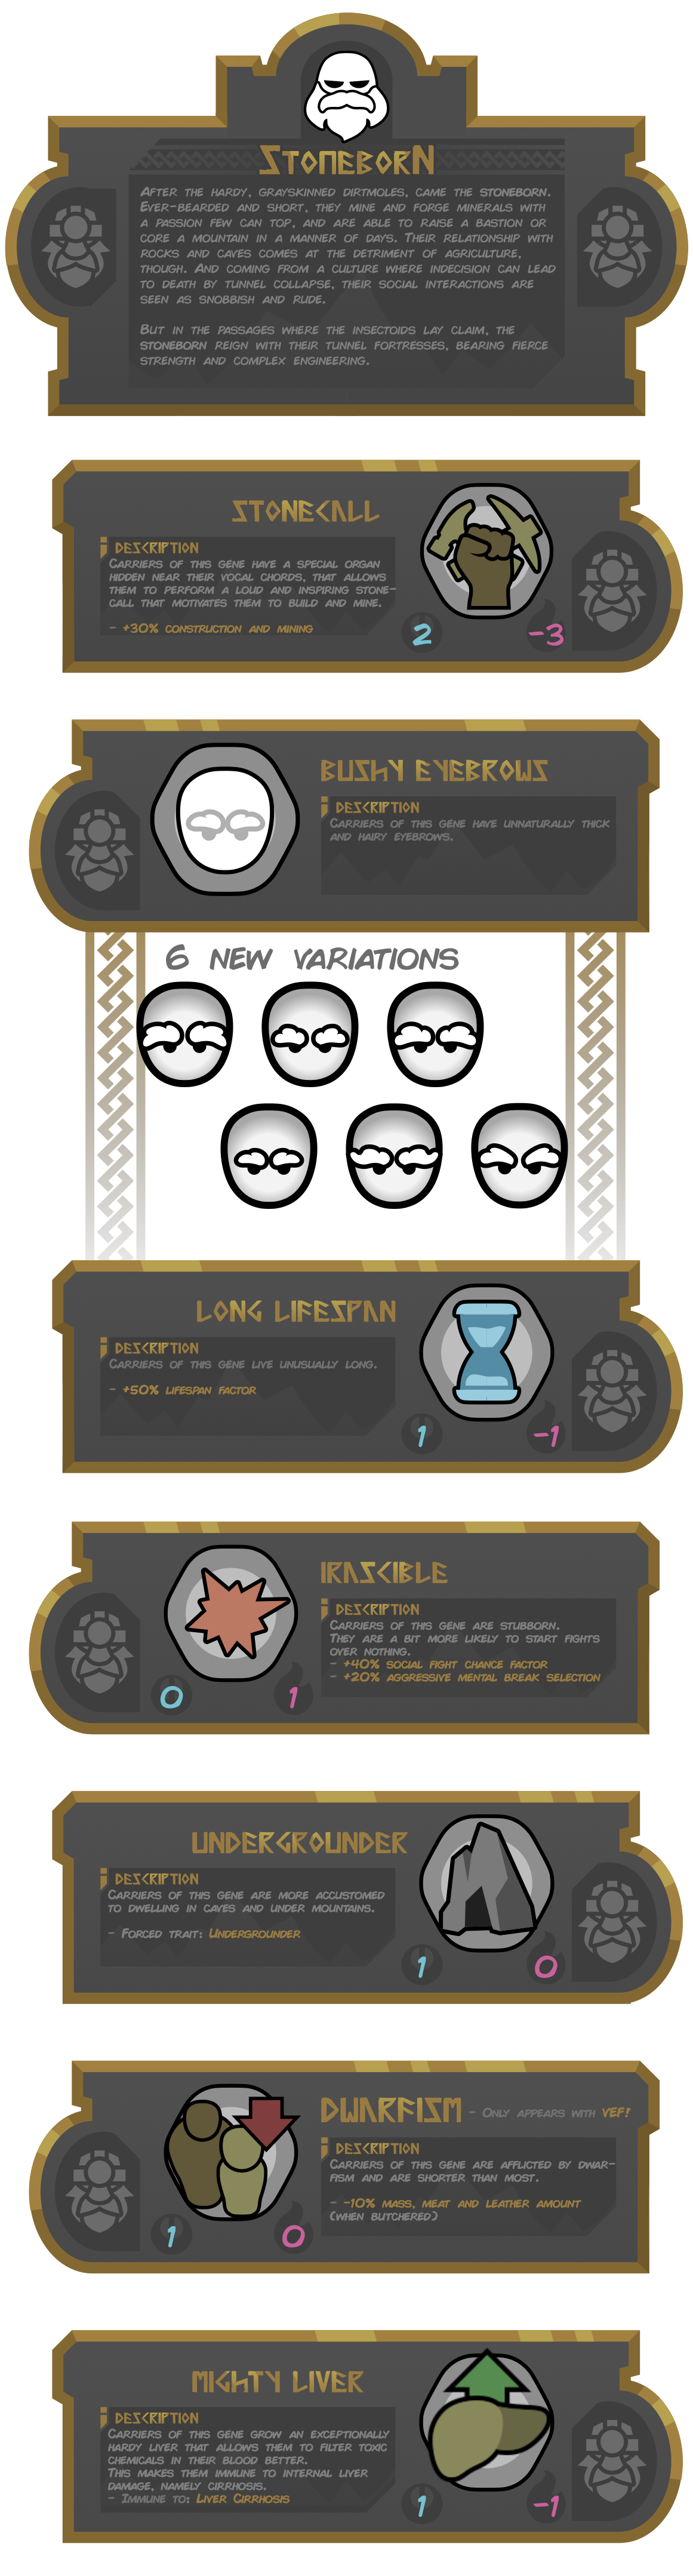 Stoneborn
After the hardy, grayskinned dirtmoles, came the stoneborn.
Ever-bearded and short, they mine and forge minerals with
a passion few can top, and are able to raise a bastion or
core a mountain in a manner of days. Their relationship with
rocks and caves comes at the detriment of agriculture,
though. And coming from a culture where indecision can lead
to death by tunnel collapse, their social interactions are
seen as snobbish and rude.
But in the passages where the insectoids lay claim, the
stoneborn reign with their tunnel fortresses, bearing fierce
strength and complex engineering.
Stonecall
Description
Carriers of this gene have a special organ
hidden near their vocal chords, that allows
them to perform a loud and inspiring stone-
call that motivates them to build and mine.
- +30% construction and mining
2
-3
Bushy Eyebrows
Description
Carriers of this gene have unnaturally thick
and hairy eyebrows.
6 new variations
Long Lifespan
Description
Carriers of this gene live unusually long.
- +50% lifespan factor
1
-1
Irascible
Description
Carriers of this gene are stubborn.
They are a bit more likely to start fights
over nothing.
- +40% social fight chance factor
- +20% aggressive mental break selection
0
1
Undergrounder
Description
Carriers of this gene are more accustomed
to dwelling in caves and under mountains.
- Forced trait: Undergrounder
1
0
Dwarfism - Only appears with VEF!
Description
Carriers of this gene are afflicted by dwar-
fism and are shorter than most.
- -10% mass, meat and leather amount
(when butchered)
1
0
Mighty Liver
Description
Carriers of this gene grow an exceptionally
hardy liver that allows them to filter toxic
chemicals in their blood better.
This makes them immune to internal liver
damage, namely cirrhosis.
- Immune to: Liver Cirrhosis
1
-1